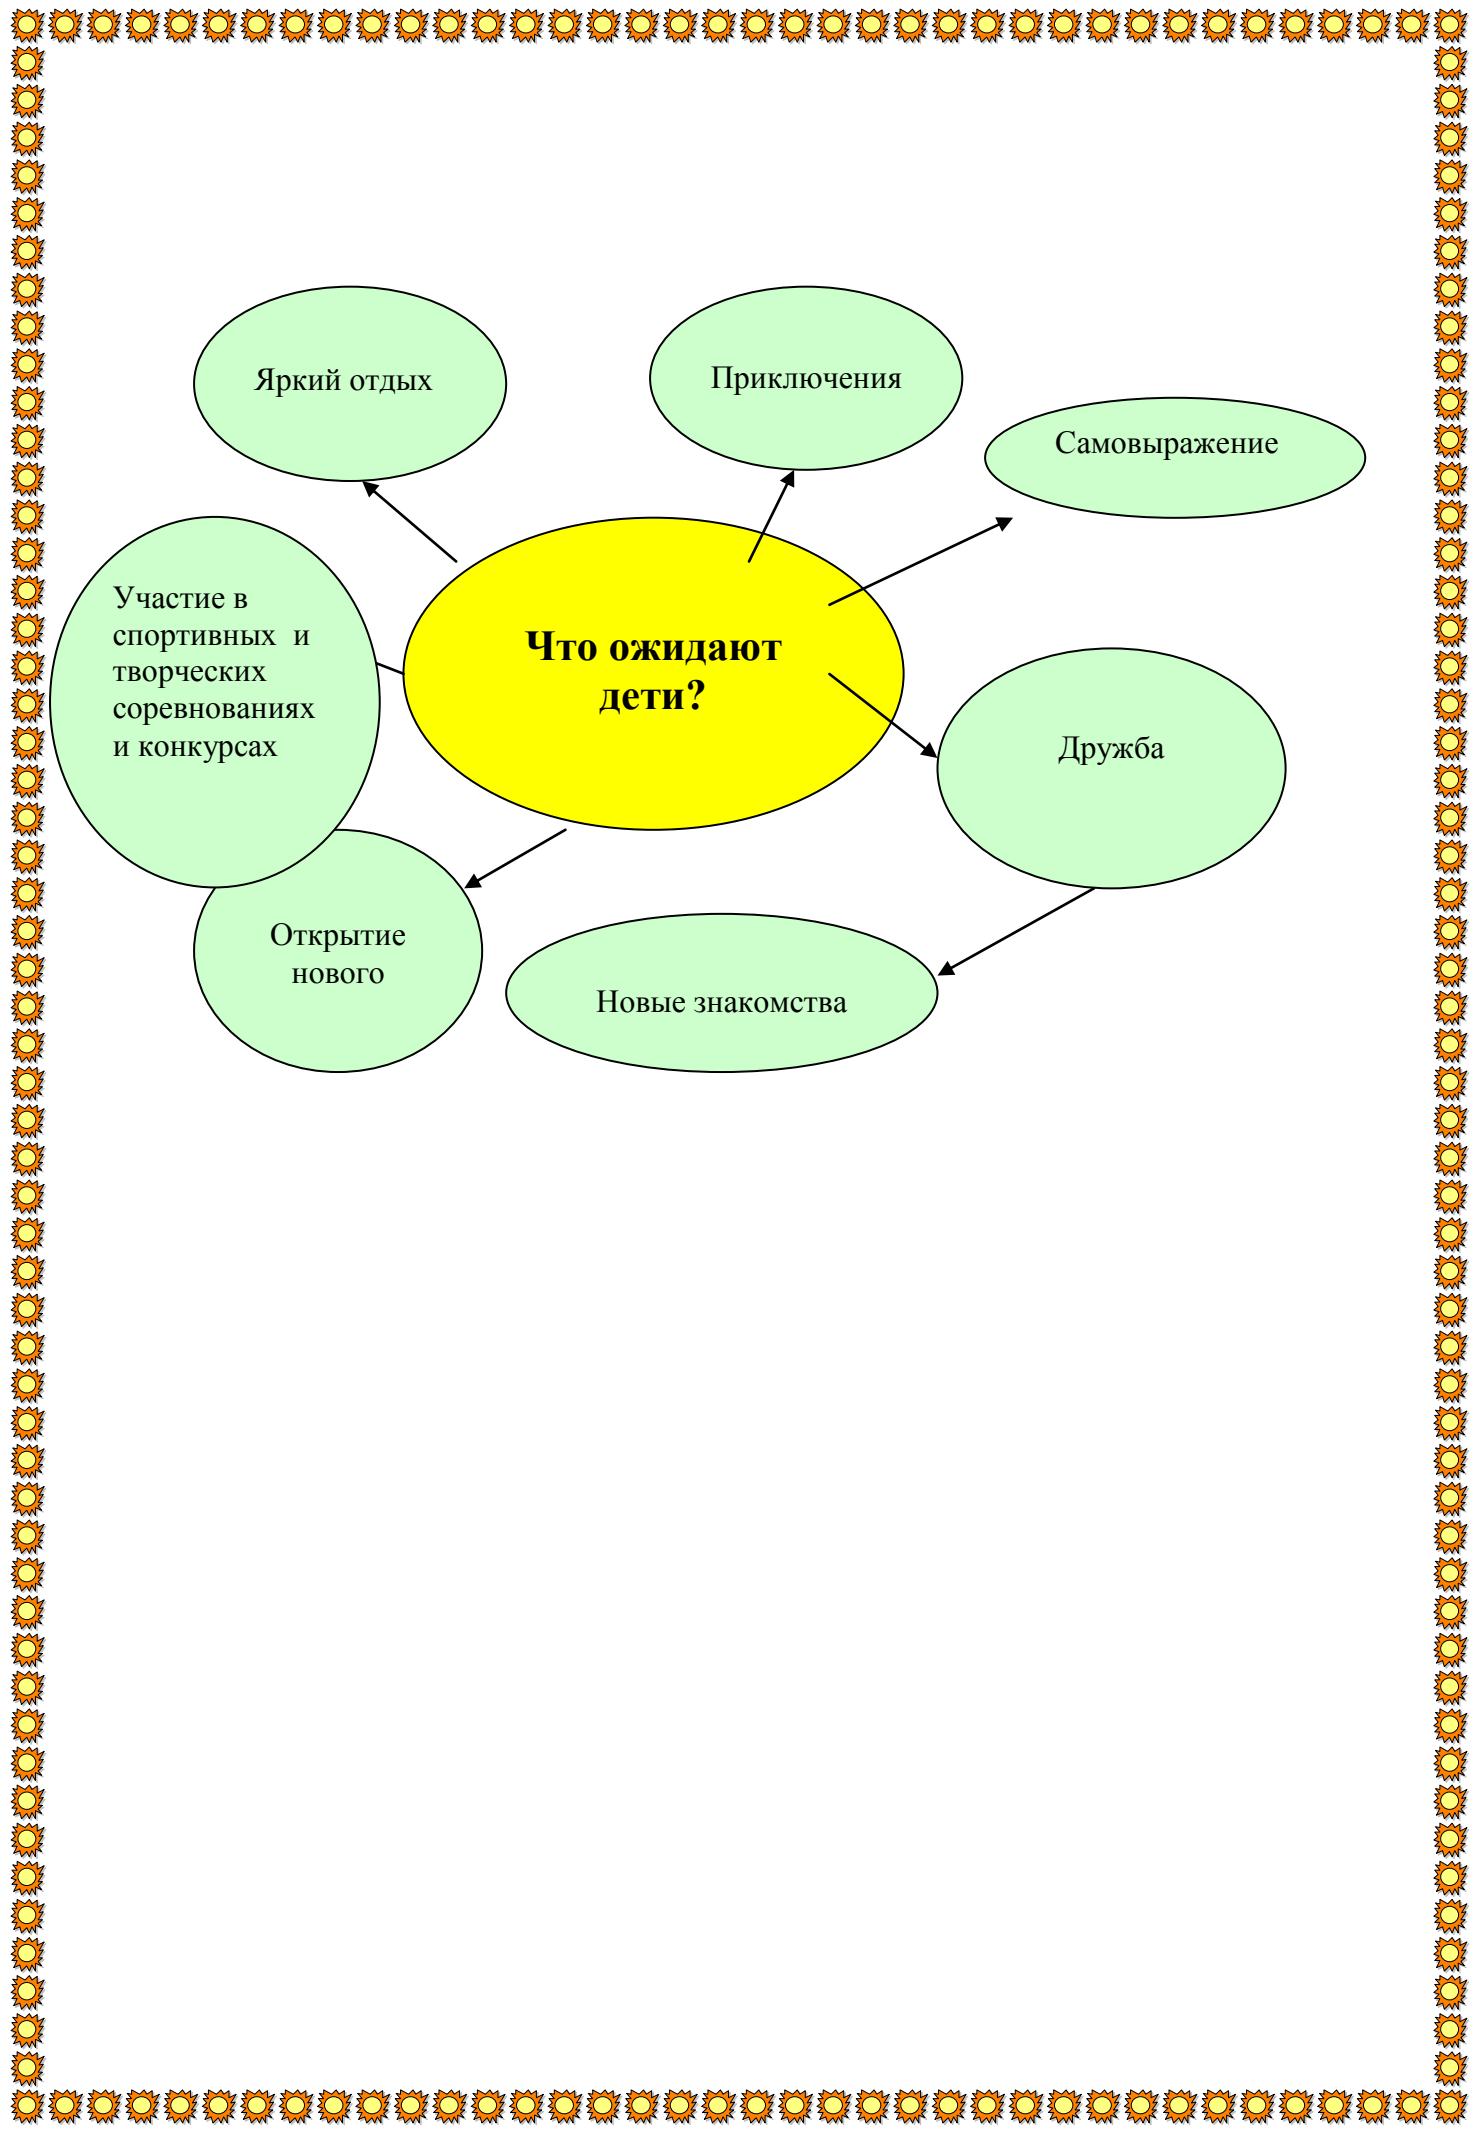 Яркий отдых
Приключения
Самовыражение
Участие в
спортивных и
творческих
соревнованиях
и конкурсах
Что ожидают
дети?
Дружба
Открытие
нового
Новые знакомства